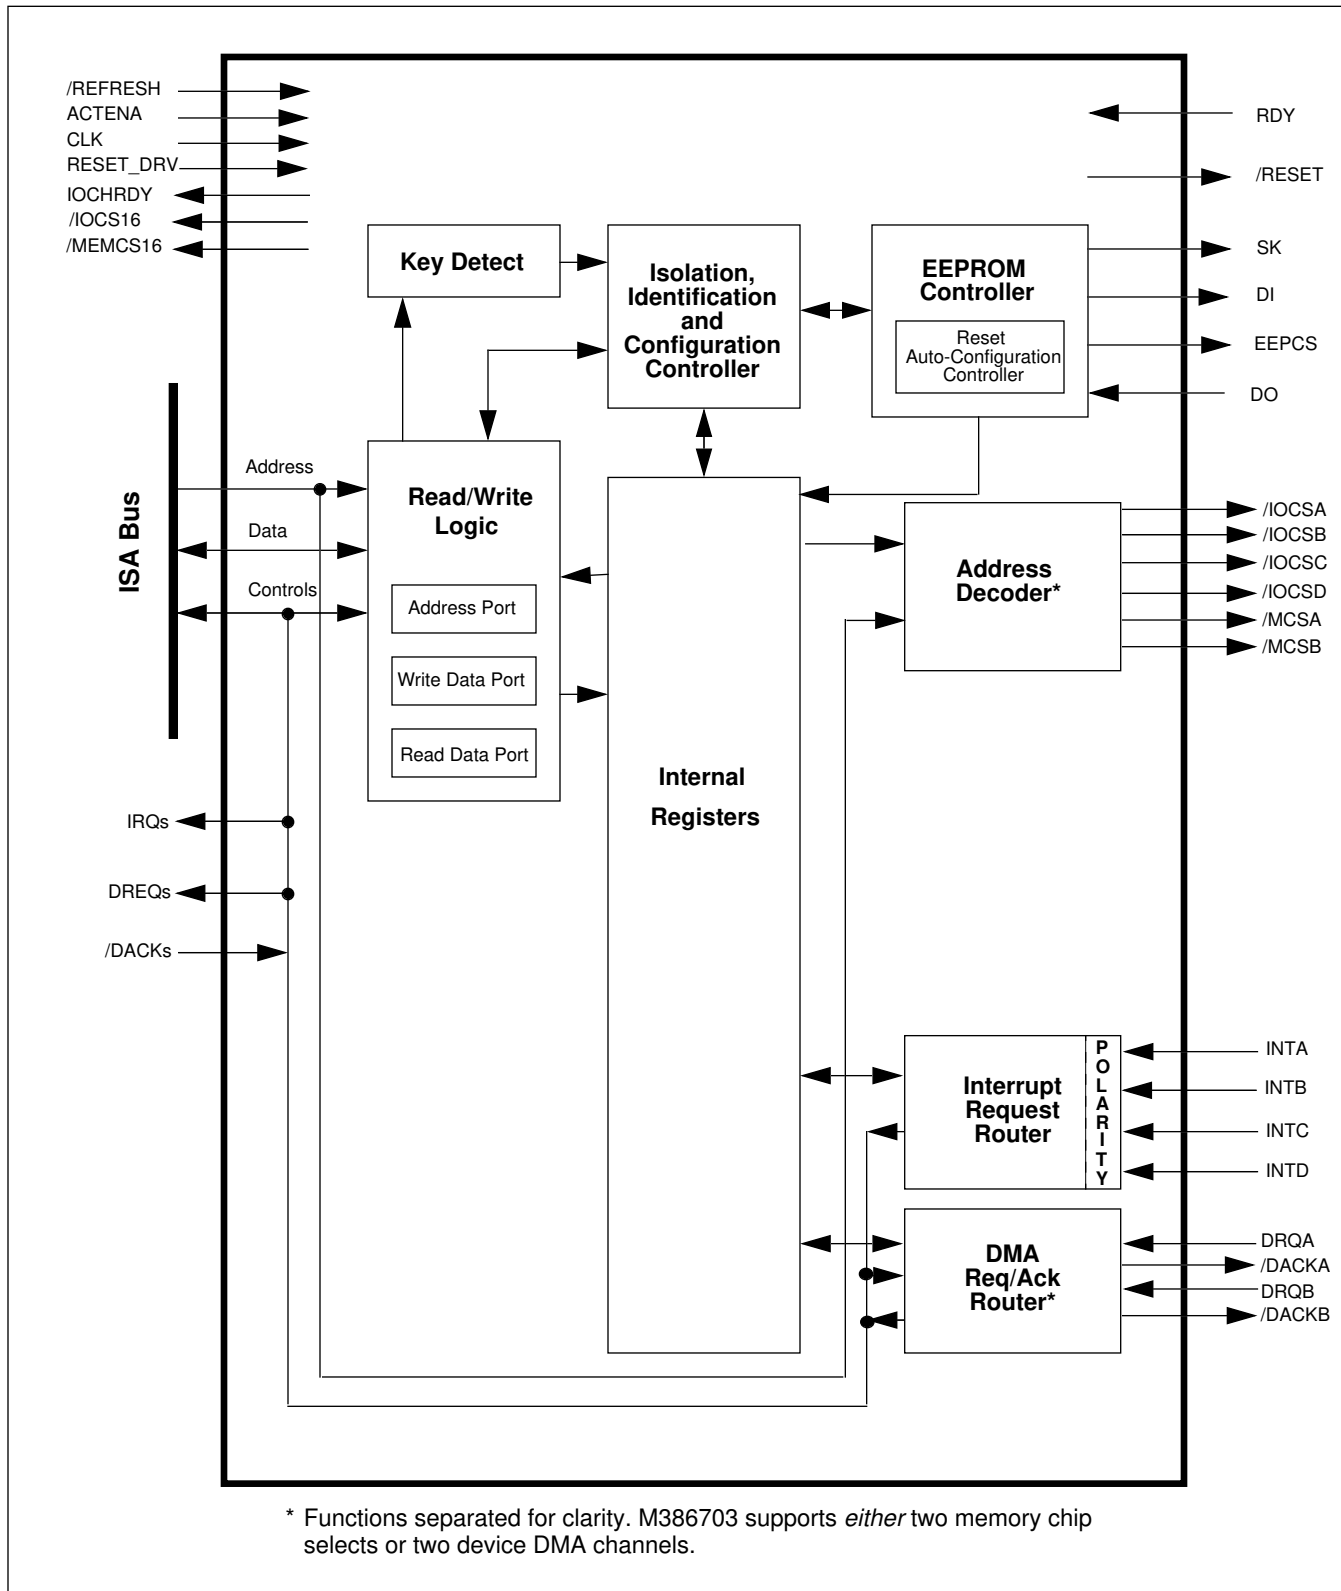 /REFRESH
ACTENA
CLK
RESET_DRV
IOCHRDY
/IOCS16
/MEMCS16
RDY
/RESET
SK
DI
EEPCS
DO
Key Detect
Isolation,
Identification
and
Configuration
Controller
EEPROM
Controller
Reset
Auto-Configuration
Controller
ISA Bus
Address
Data
Controls
Read/Write
Logic
Address Port
Write Data Port
Read Data Port
Internal
Registers
Address
Decoder*
/IOCSA
/IOCSB
/IOCSC
/IOCSD
/MCSA
/MCSB
IRQs
DREQs
/DACKs
Interrupt
Request
Router
POLARITY
INTA
INTB
INTC
INTD
DMA
Req/Ack
Router*
DRQA
/DACKA
DRQB
/DACKB
* Functions separated for clarity. M386703 supports either two memory chip
selects or two device DMA channels.